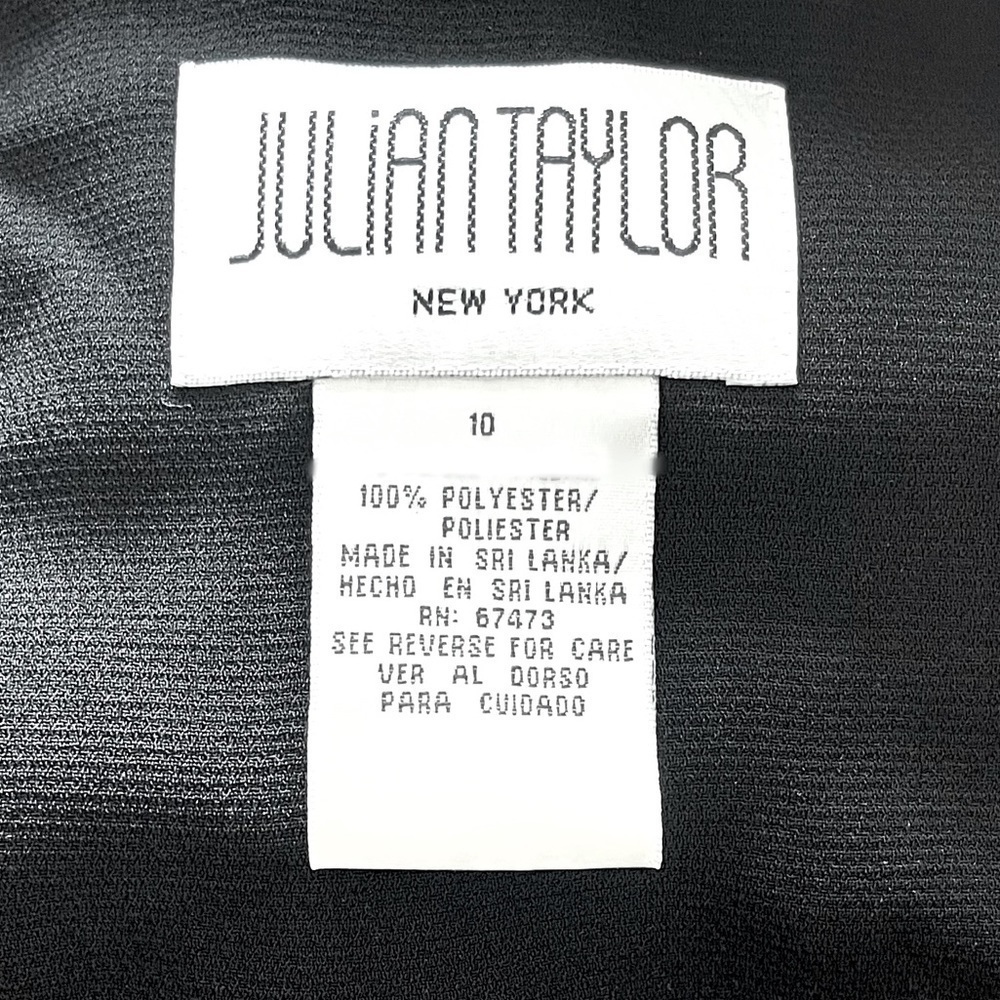 JULiAN TAYLOR
NEW YORK
10
100% POLYESTER/
POLIESTER
MADE IN SRI LANKA/
HECHO EN SRI LANKA
RN: 67473
SEE REVERSE FOR CARE
VER AL DORSO
PARA CUIDADO